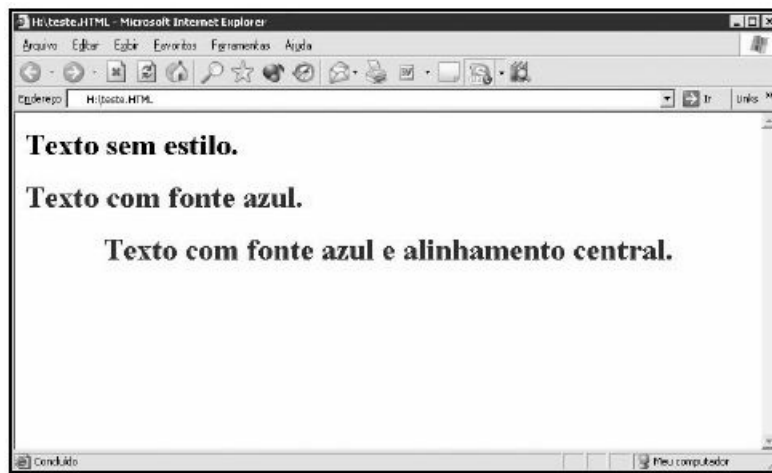 H:\teste.HTML - Microsoft Internet Explorer
Arquivo Editar Exibir Favoritos Ferramentas Ajuda
Endereço H:\teste.HTML Ir Links »
Texto sem estilo.
Texto com fonte azul.
Texto com fonte azul e alinhamento central.
Concluído Meu computador